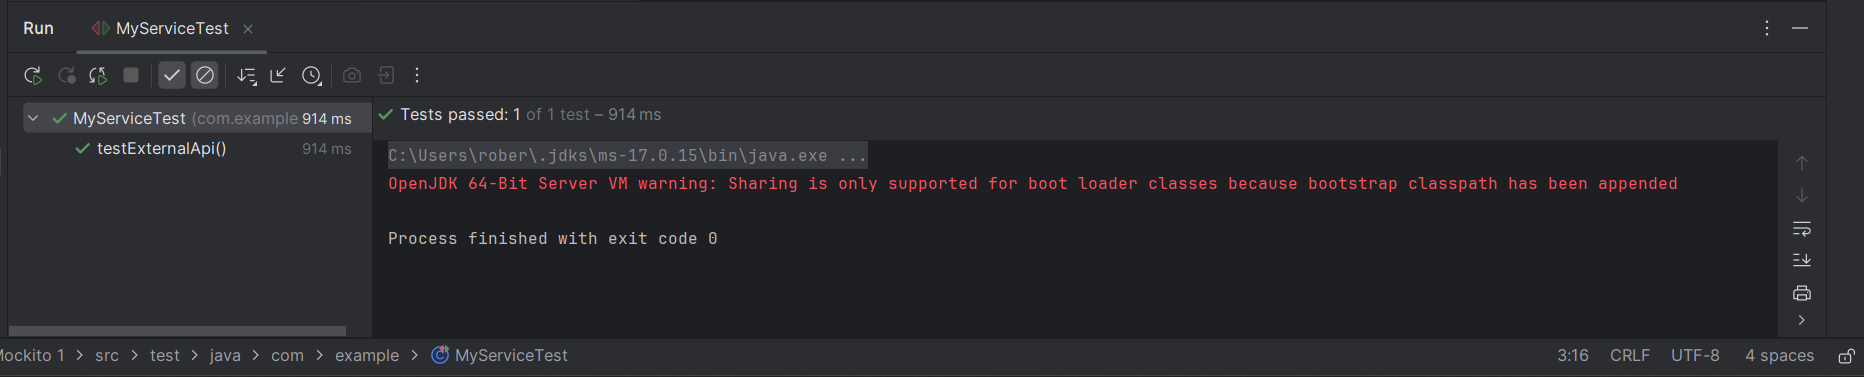 Run MyServiceTest
MyServiceTest (com.example 914 ms
testExternalApi() 914 ms
Tests passed: 1 of 1 test – 914 ms
C:\Users\rober\.jdks\ms-17.0.15\bin\java.exe ...
OpenJDK 64-Bit Server VM warning: Sharing is only supported for boot loader classes because bootstrap classpath has been appended
Process finished with exit code 0
Mockito 1 > src > test > java > com > example > MyServiceTest 3:16 CRLF UTF-8 4 spaces